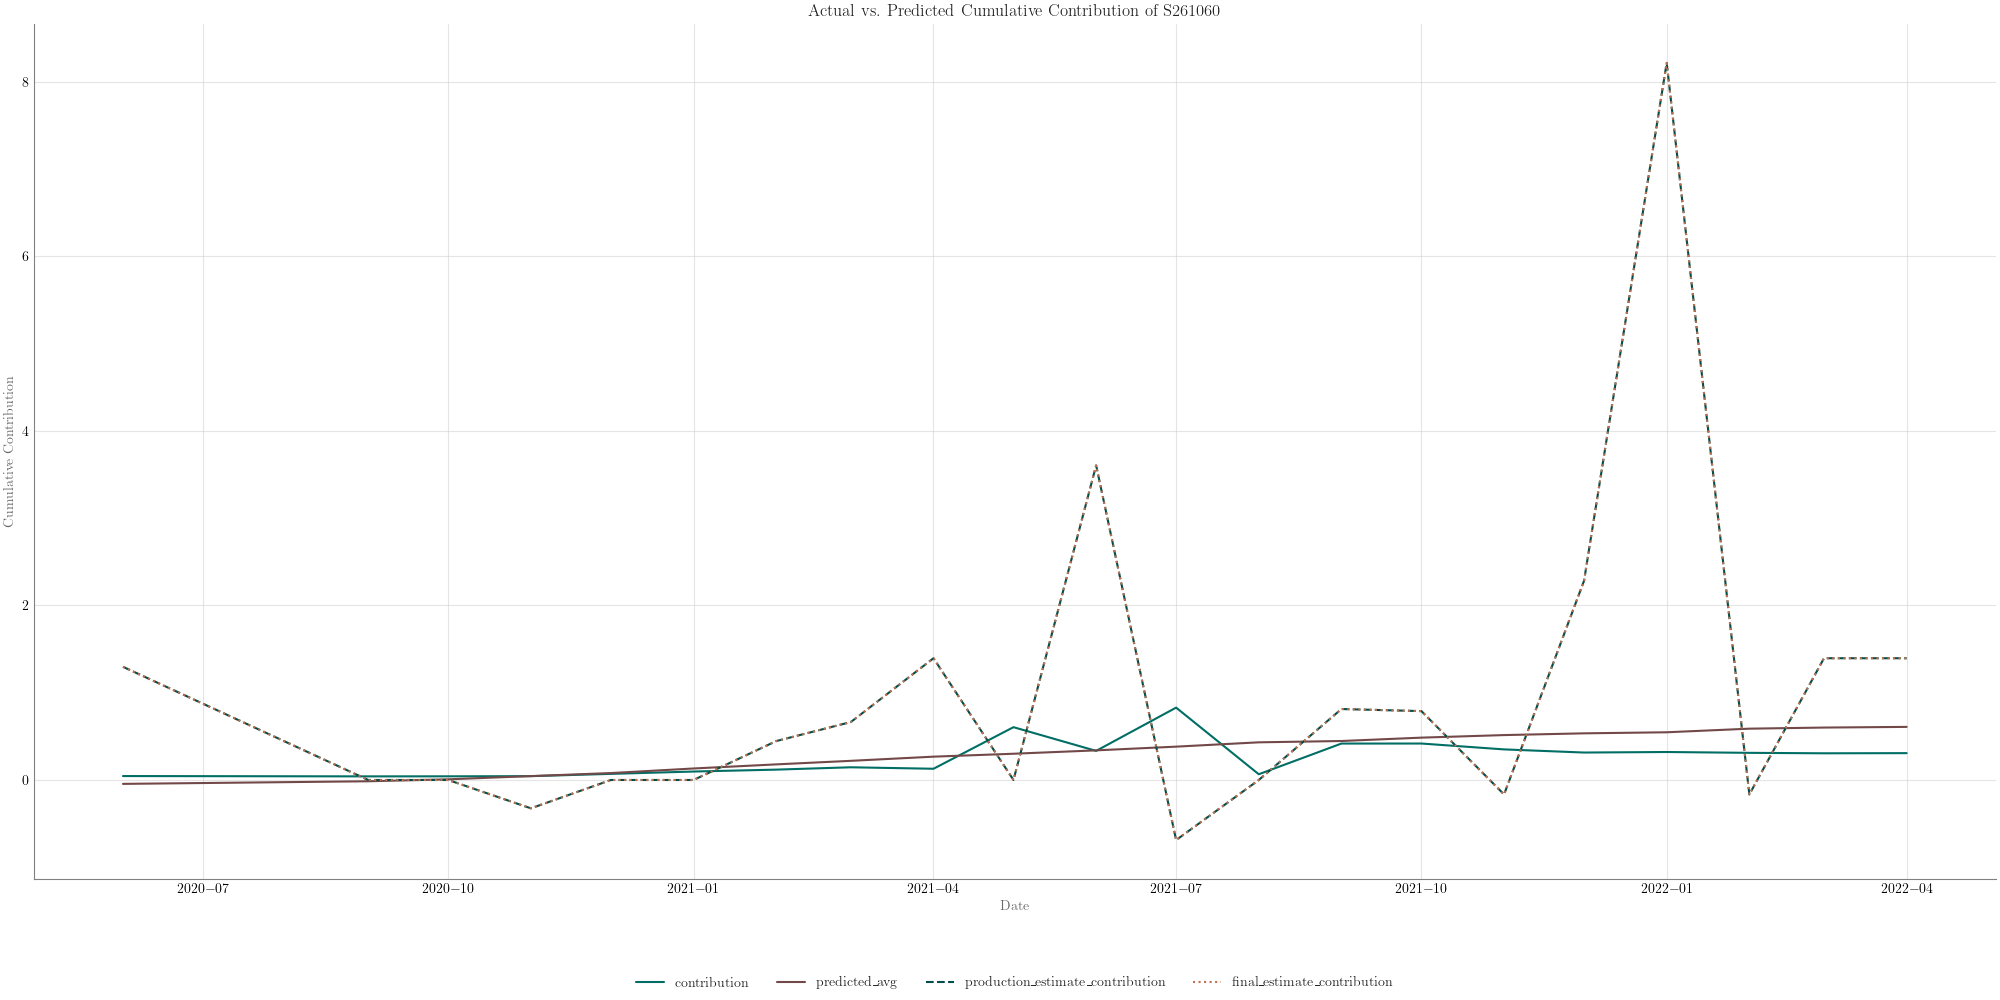 Actual vs. Predicted Cumulative Contribution of S261060
Cumulative Contribution
8
6
4
2
0
2020−07 2020−10 2021−01 2021−04 2021−07 2021−10 2022−01 2022−04
Date
contribution predicted_avg production_estimate_contribution final_estimate_contribution